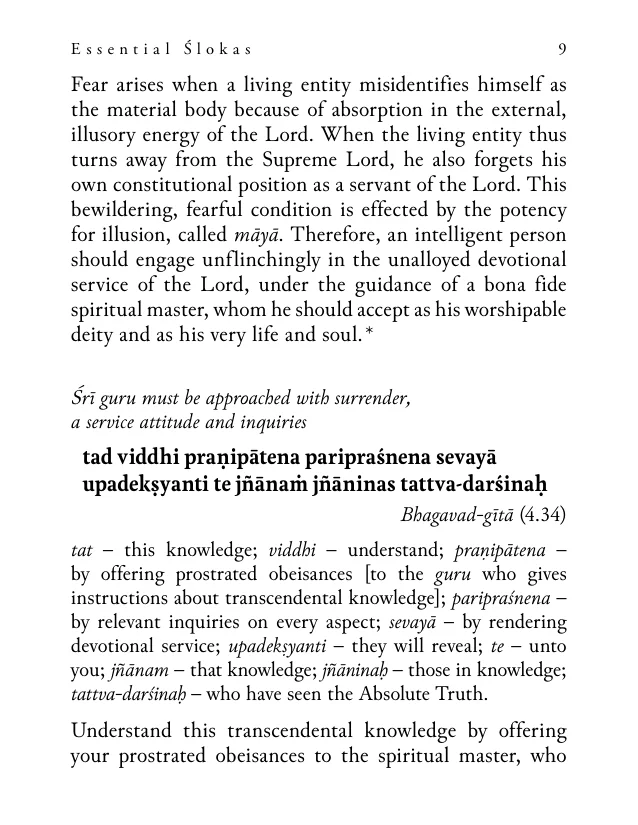 Essential Ślokas 9
Fear arises when a living entity misidentifies himself as
the material body because of absorption in the external,
illusory energy of the Lord. When the living entity thus
turns away from the Supreme Lord, he also forgets his
own constitutional position as a servant of the Lord. This
bewildering, fearful condition is effected by the potency
for illusion, called māyā. Therefore, an intelligent person
should engage unflinchingly in the unalloyed devotional
service of the Lord, under the guidance of a bona fide
spiritual master, whom he should accept as his worshipable
deity and as his very life and soul.*
Śrī guru must be approached with surrender,
a service attitude and inquiries
tad viddhi praṇipātena paripraśnena sevayā
upadekṣyanti te jñānaṁ jñāninas tattva-darśinaḥ
Bhagavad-gītā (4.34)
tat – this knowledge; viddhi – understand; praṇipātena –
by offering prostrated obeisances [to the guru who gives
instructions about transcendental knowledge]; paripraśnena –
by relevant inquiries on every aspect; sevayā – by rendering
devotional service; upadekṣyanti – they will reveal; te – unto
you; jñānam – that knowledge; jñāninaḥ – those in knowledge;
tattva-darśinaḥ – who have seen the Absolute Truth.
Understand this transcendental knowledge by offering
your prostrated obeisances to the spiritual master, who